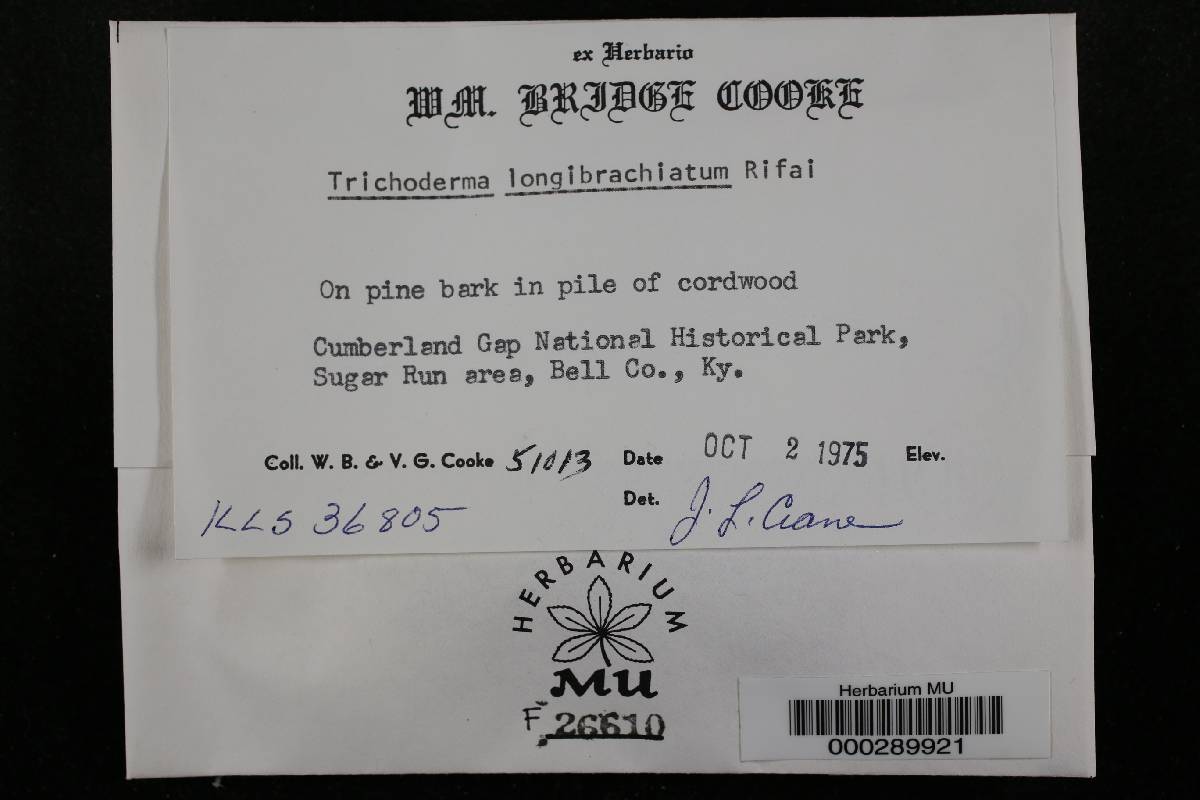 ex Herbario
WM. BRIDGE COOKE
Trichoderma longibrachiatum Rifai
On pine bark in pile of cordwood
Cumberland Gap National Historical Park,
Sugar Run area, Bell Co., Ky.
Coll. W. B. & V. G. Cooke 51013 Date OCT 2 1975 Elev.
KLS 36805 Det. J. L. Crane
HERBARIUM
MU
F. 26610
Herbarium MU
000289921